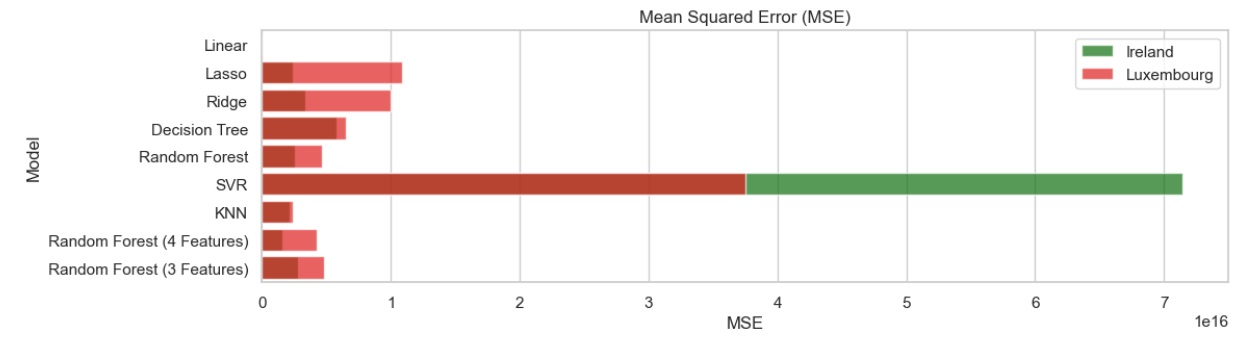 Mean Squared Error (MSE)
Linear
Lasso
Ridge
Decision Tree
Random Forest
SVR
KNN
Random Forest (4 Features)
Random Forest (3 Features)
Model
Ireland
Luxembourg
0 1 2 3 4 5 6 7
1e16
MSE